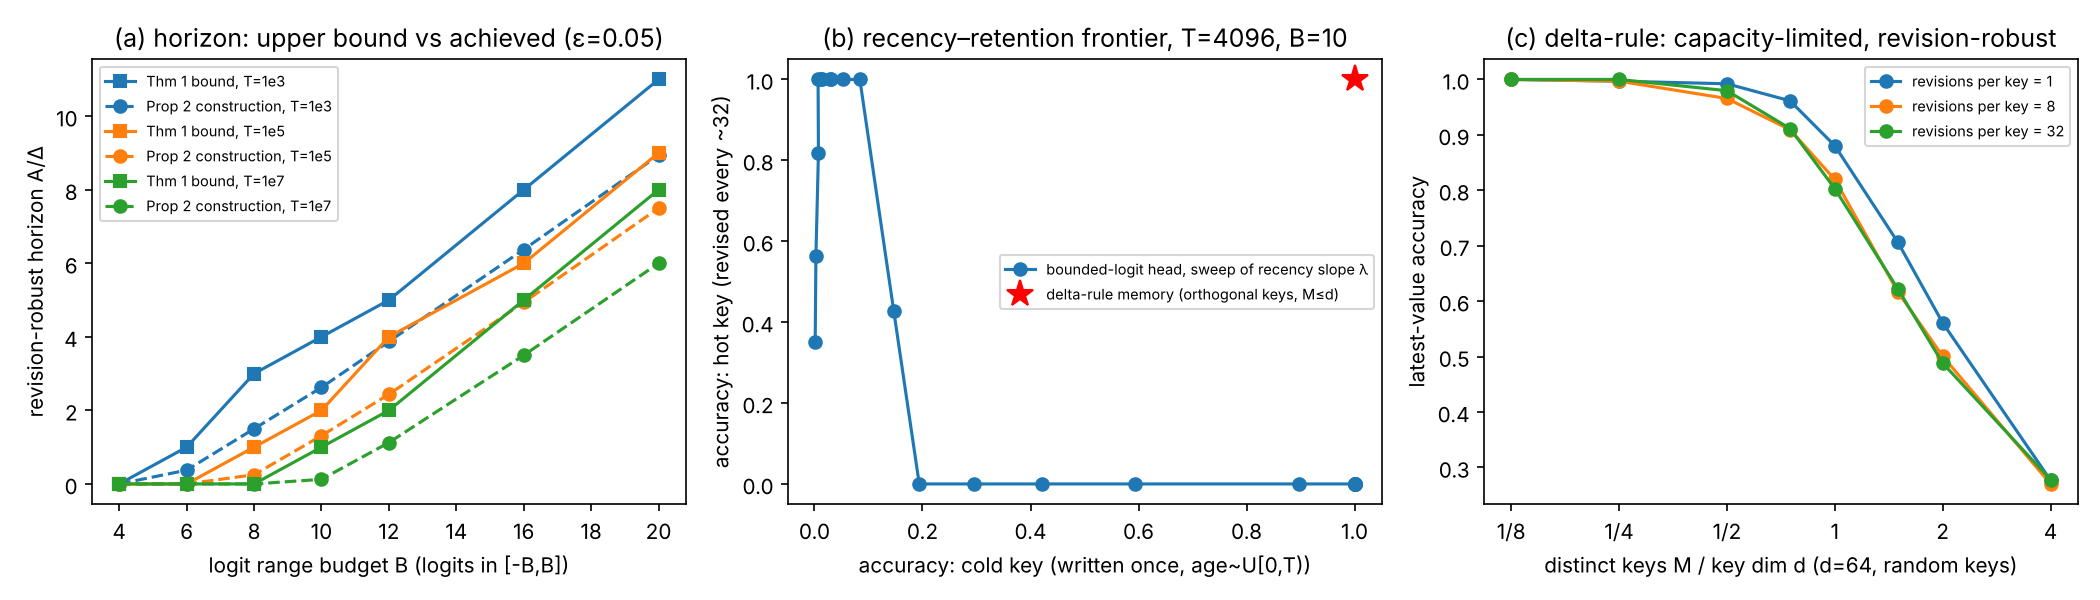 (a) horizon: upper bound vs achieved (ε=0.05)
revision-robust horizon A/Δ
10
8
6
4
2
0
Thm 1 bound, T=1e3
Prop 2 construction, T=1e3
Thm 1 bound, T=1e5
Prop 2 construction, T=1e5
Thm 1 bound, T=1e7
Prop 2 construction, T=1e7
4 6 8 10 12 14 16 18 20
logit range budget B (logits in [-B,B])
(b) recency–retention frontier, T=4096, B=10
accuracy: hot key (revised every ~32)
1.0
0.8
0.6
0.4
0.2
0.0
bounded-logit head, sweep of recency slope λ
delta-rule memory (orthogonal keys, M≤d)
0.0 0.2 0.4 0.6 0.8 1.0
accuracy: cold key (written once, age~U[0,T))
(c) delta-rule: capacity-limited, revision-robust
latest-value accuracy
1.0
0.9
0.8
0.7
0.6
0.5
0.4
0.3
revisions per key = 1
revisions per key = 8
revisions per key = 32
1/8 1/4 1/2 1 2 4
distinct keys M / key dim d (d=64, random keys)